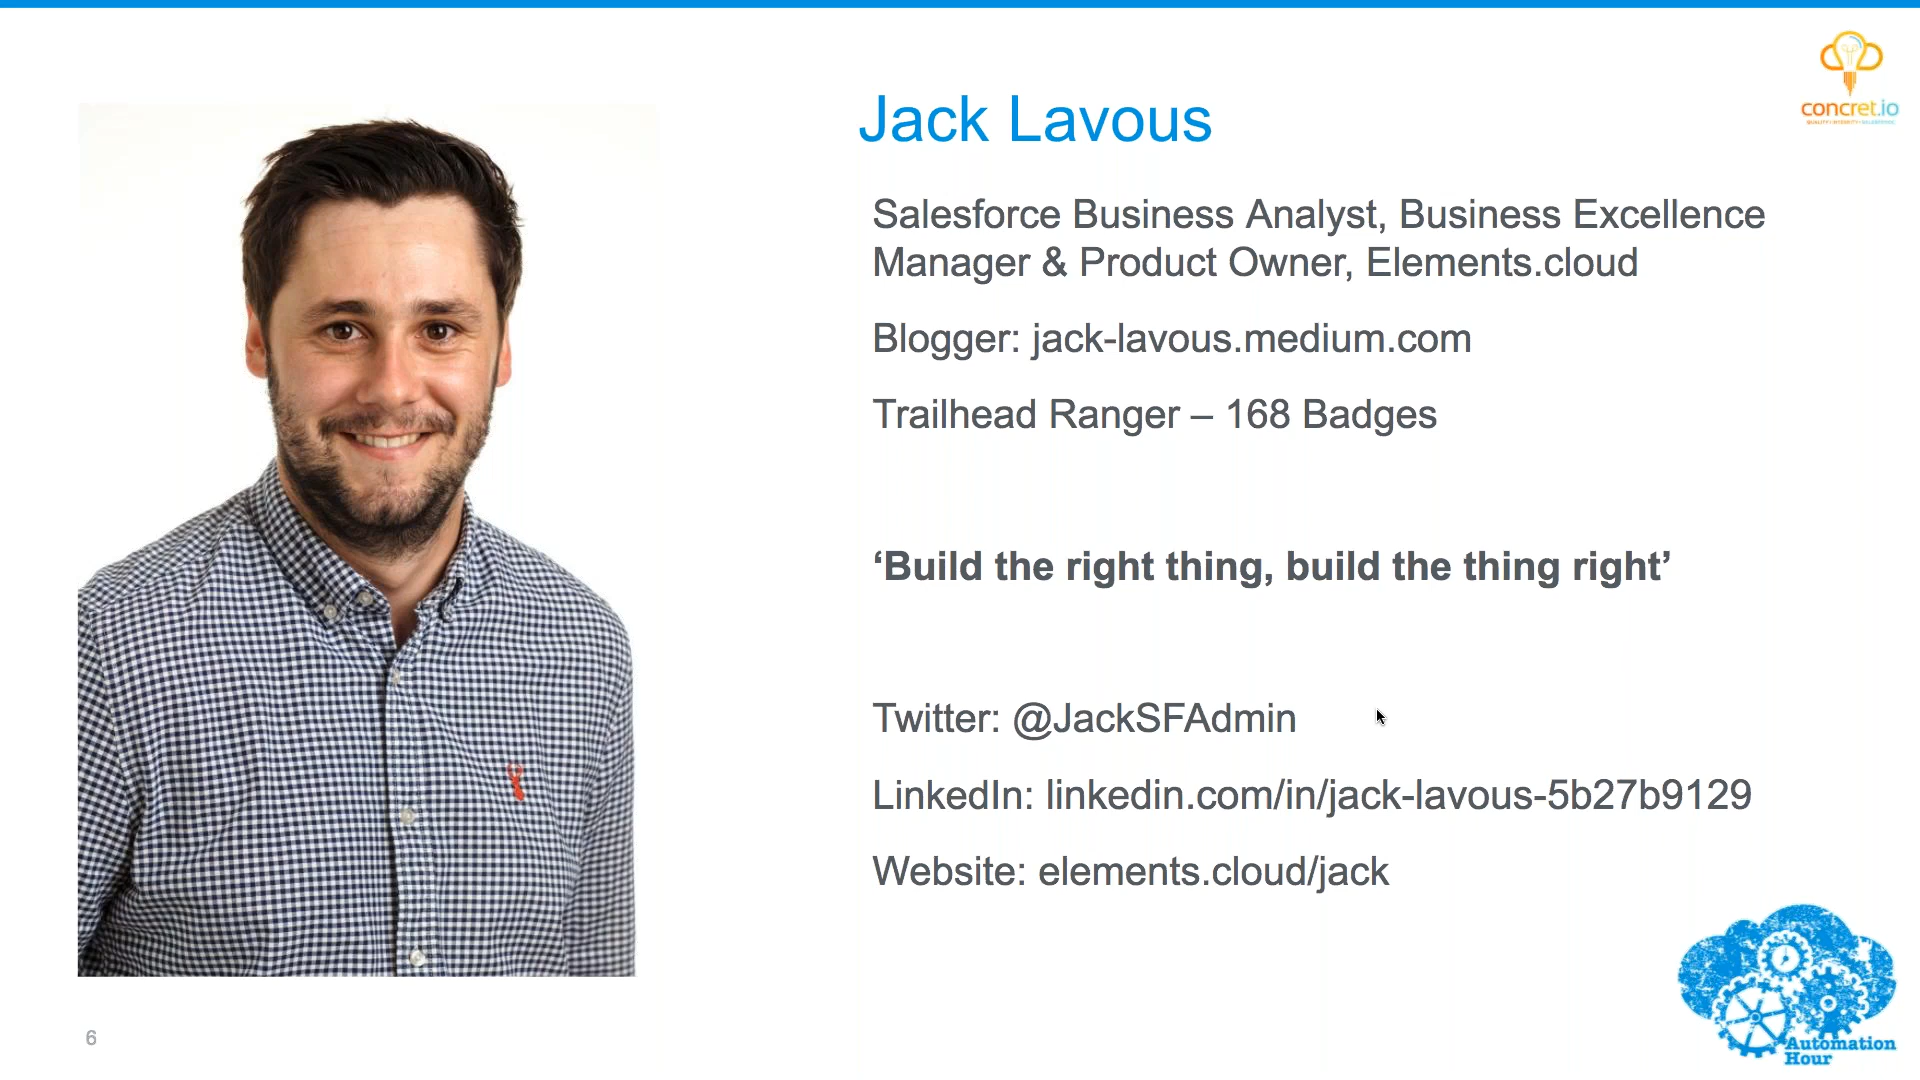 concret.io
Jack Lavous
Salesforce Business Analyst, Business Excellence
Manager & Product Owner, Elements.cloud
Blogger: jack-lavous.medium.com
Trailhead Ranger – 168 Badges
‘Build the right thing, build the thing right’
Twitter: @JackSFAdmin
LinkedIn: linkedin.com/in/jack-lavous-5b27b9129
Website: elements.cloud/jack
6
Automation
Hour